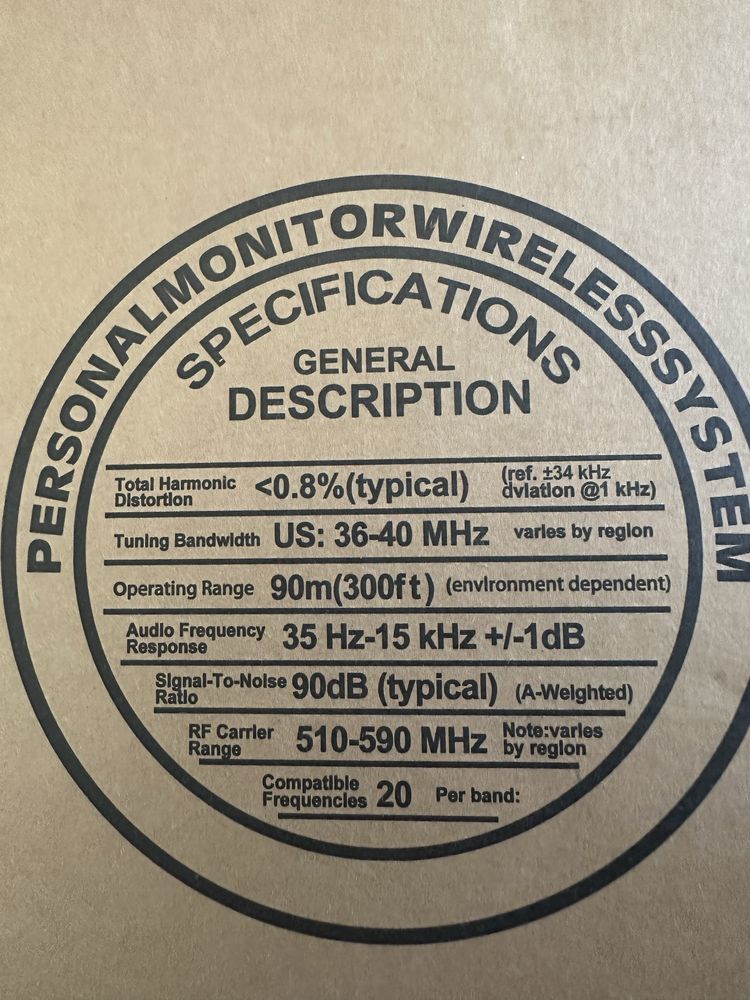 PERSONALMONITORWIRELESSSYSTEM
SPECIFICATIONS
GENERAL
DESCRIPTION
Total Harmonic Distortion <0.8%(typical) (ref. ±34 kHz dviation @1 kHz)
Tuning Bandwidth US: 36-40 MHz varies by region
Operating Range 90m(300ft) (environment dependent)
Audio Frequency Response 35 Hz-15 kHz +/-1dB
Signal-To-Noise Ratio 90dB (typical) (A-Weighted)
RF Carrier Range 510-590 MHz Note:varies by region
Compatible Frequencies 20 Per band: